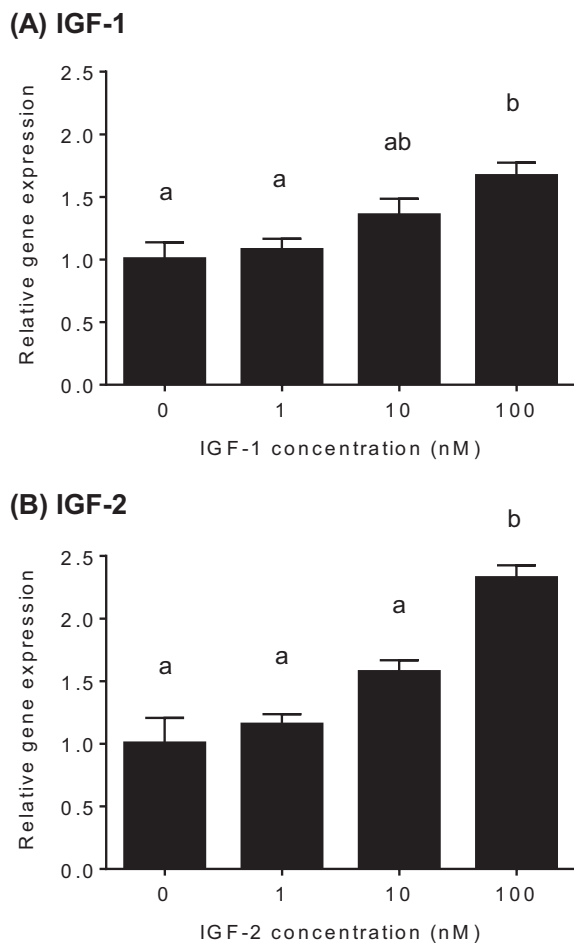 (A) IGF-1
Relative gene expression
2.5
2.0
1.5
1.0
0.5
0.0
a
a
ab
b
0 1 10 100
IGF-1 concentration (nM)
(B) IGF-2
Relative gene expression
2.5
2.0
1.5
1.0
0.5
0.0
a
a
a
b
0 1 10 100
IGF-2 concentration (nM)